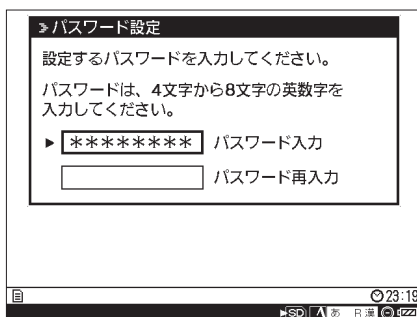 パスワード設定
設定するパスワードを入力してください。
パスワードは、4文字から8文字の英数字を
入力してください。
******** パスワード入力
パスワード再入力
23:19
SD あ R漢